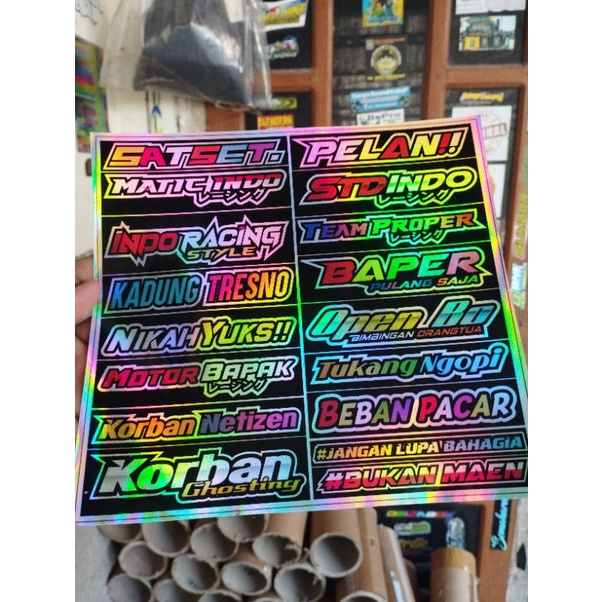 SATSET.
MATIC INDO
レーシング
INDO RACING
STYLE
KADUNG TRESNO
NIKAH YUKS!!
MOTOR BAPAK
レーシング
Korban Netizen
Korban
Ghosting
PELAN!!
STD INDO
レーシング
TEAM PROPER
レーシング
BAPER
PULANG SAJA
Open Bo
BIMBINGAN ORANGTUA
Tukang Ngopi
BEBAN PACAR
#JANGAN LUPA BAHAGIA
#BUKAN MAEN